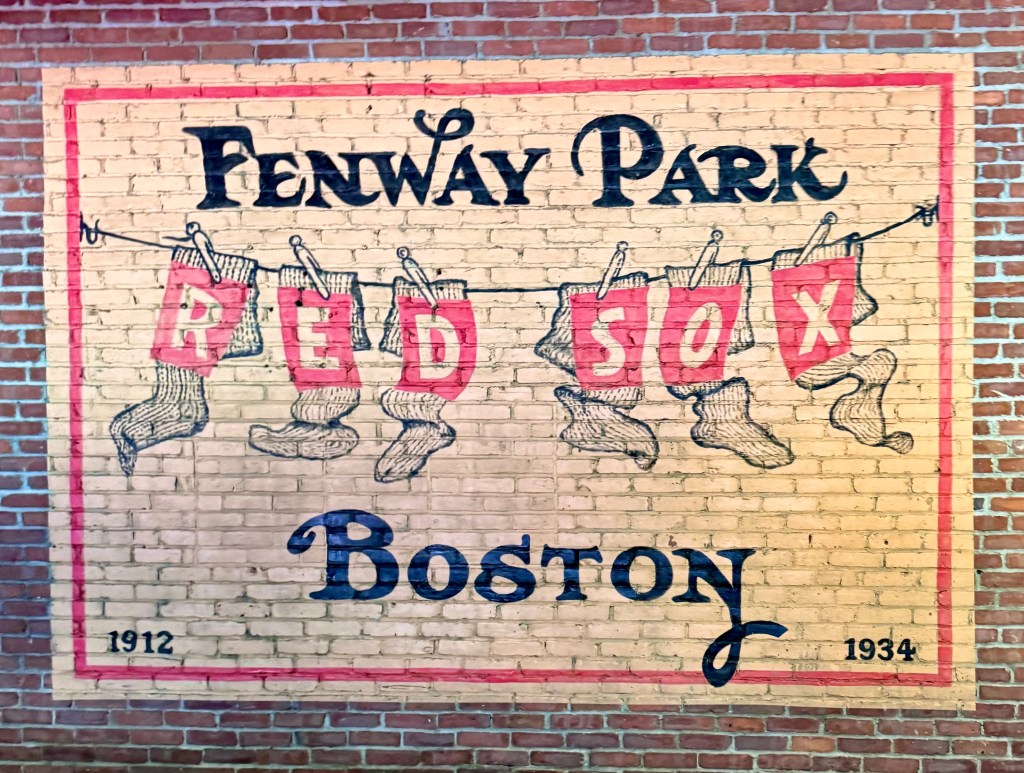 FENWAY PARK
RED SOX
BOSTON
1912 1934